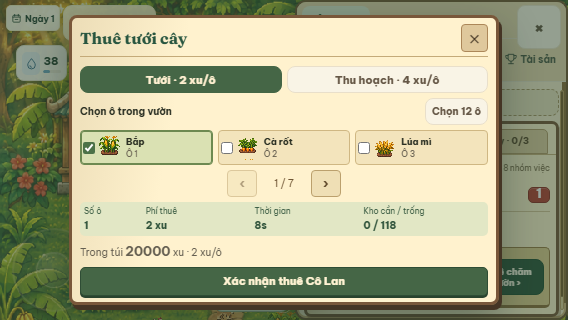 Ngày 1
38
Tài sản
Thuê tưới cây
Tưới · 2 xu/ô
Thu hoạch · 4 xu/ô
Chọn ô trong vườn
Chọn 12 ô
Bắp
Ô 1
Cà rốt
Ô 2
Lúa mì
Ô 3
1 / 7
Số ô
Phí thuê
Thời gian
Kho cần / trống
1
2 xu
8s
0 / 118
Trong túi 20000 xu · 2 xu/ô
Xác nhận thuê Cô Lan
· 0/3
8 nhóm việc
1
chăm